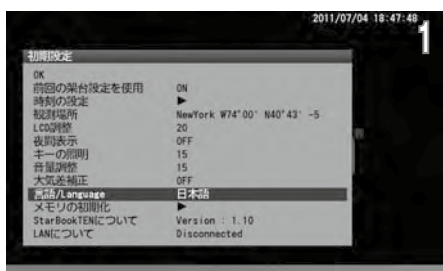 2011/07/04 18:47:48
1
初期設定
OK
前回の架台設定を使用 ON
時刻の設定 ▶
観測場所 NewYork W74°00' N40°43' -5
LCD調整 20
夜間表示 OFF
キーの照明 15
音量調整 15
大気差補正 OFF
言語/Language 日本語
メモリの初期化 ▶
StarBookTENについて Version : 1.10
LANについて Disconnected